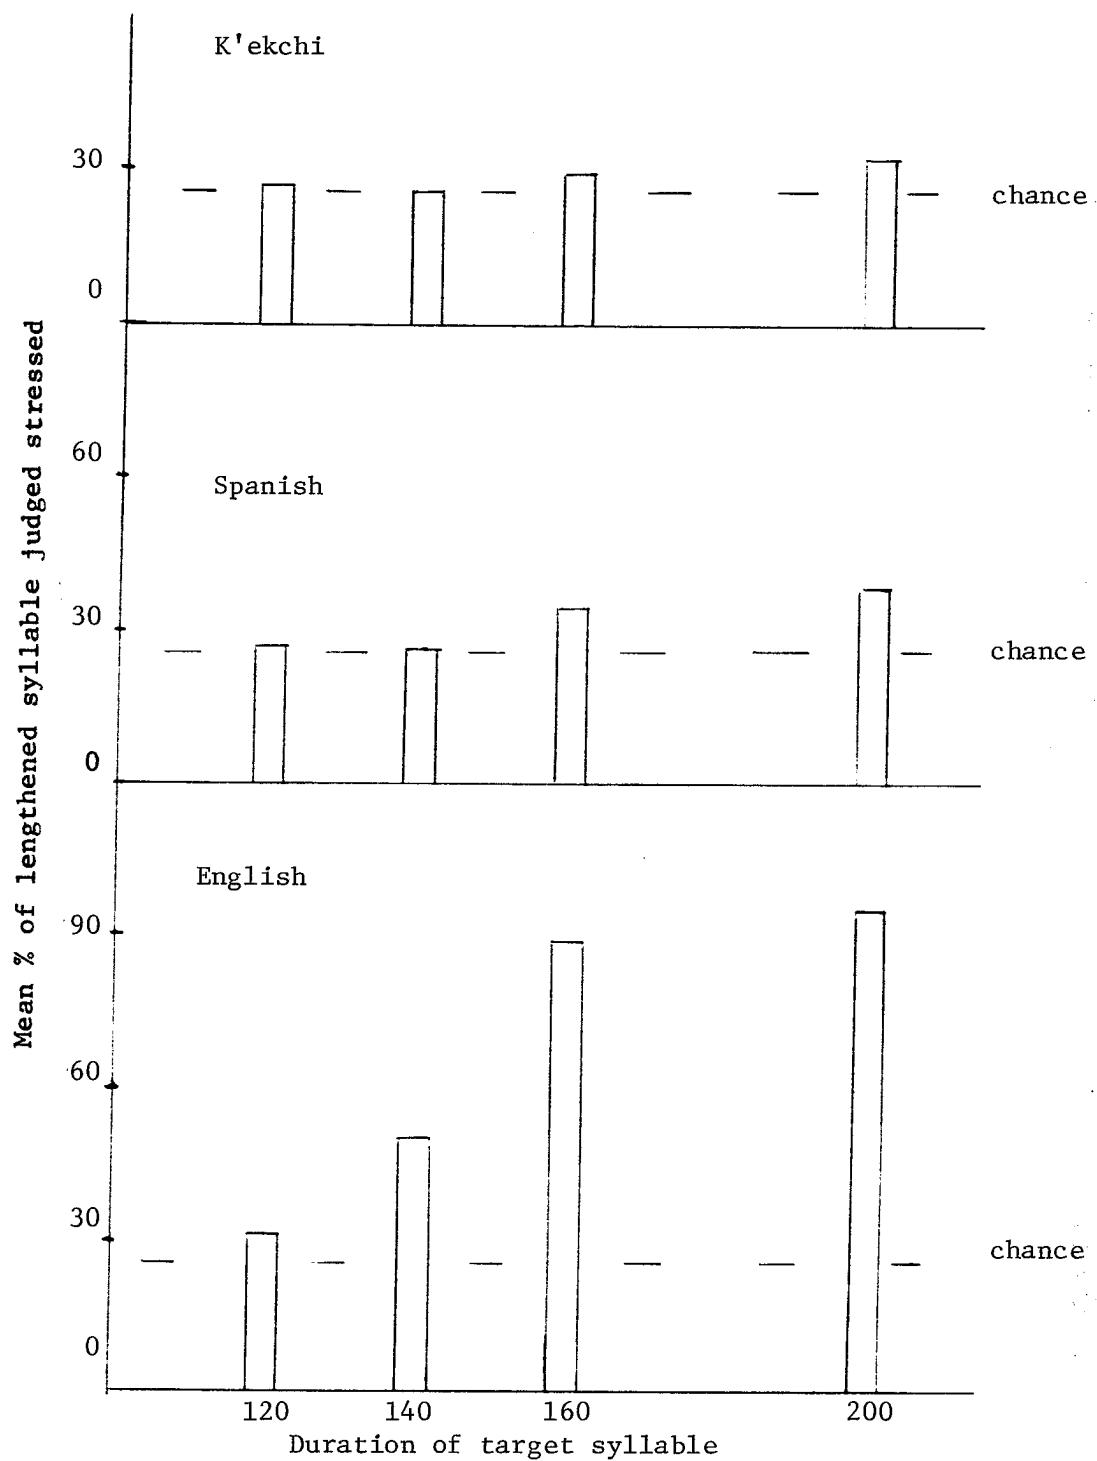 K'ekchi
30
chance
0
Mean % of lengthened syllable judged stressed
60
Spanish
30
chance
0
English
90
60
30
chance
0
120 140 160 200
Duration of target syllable